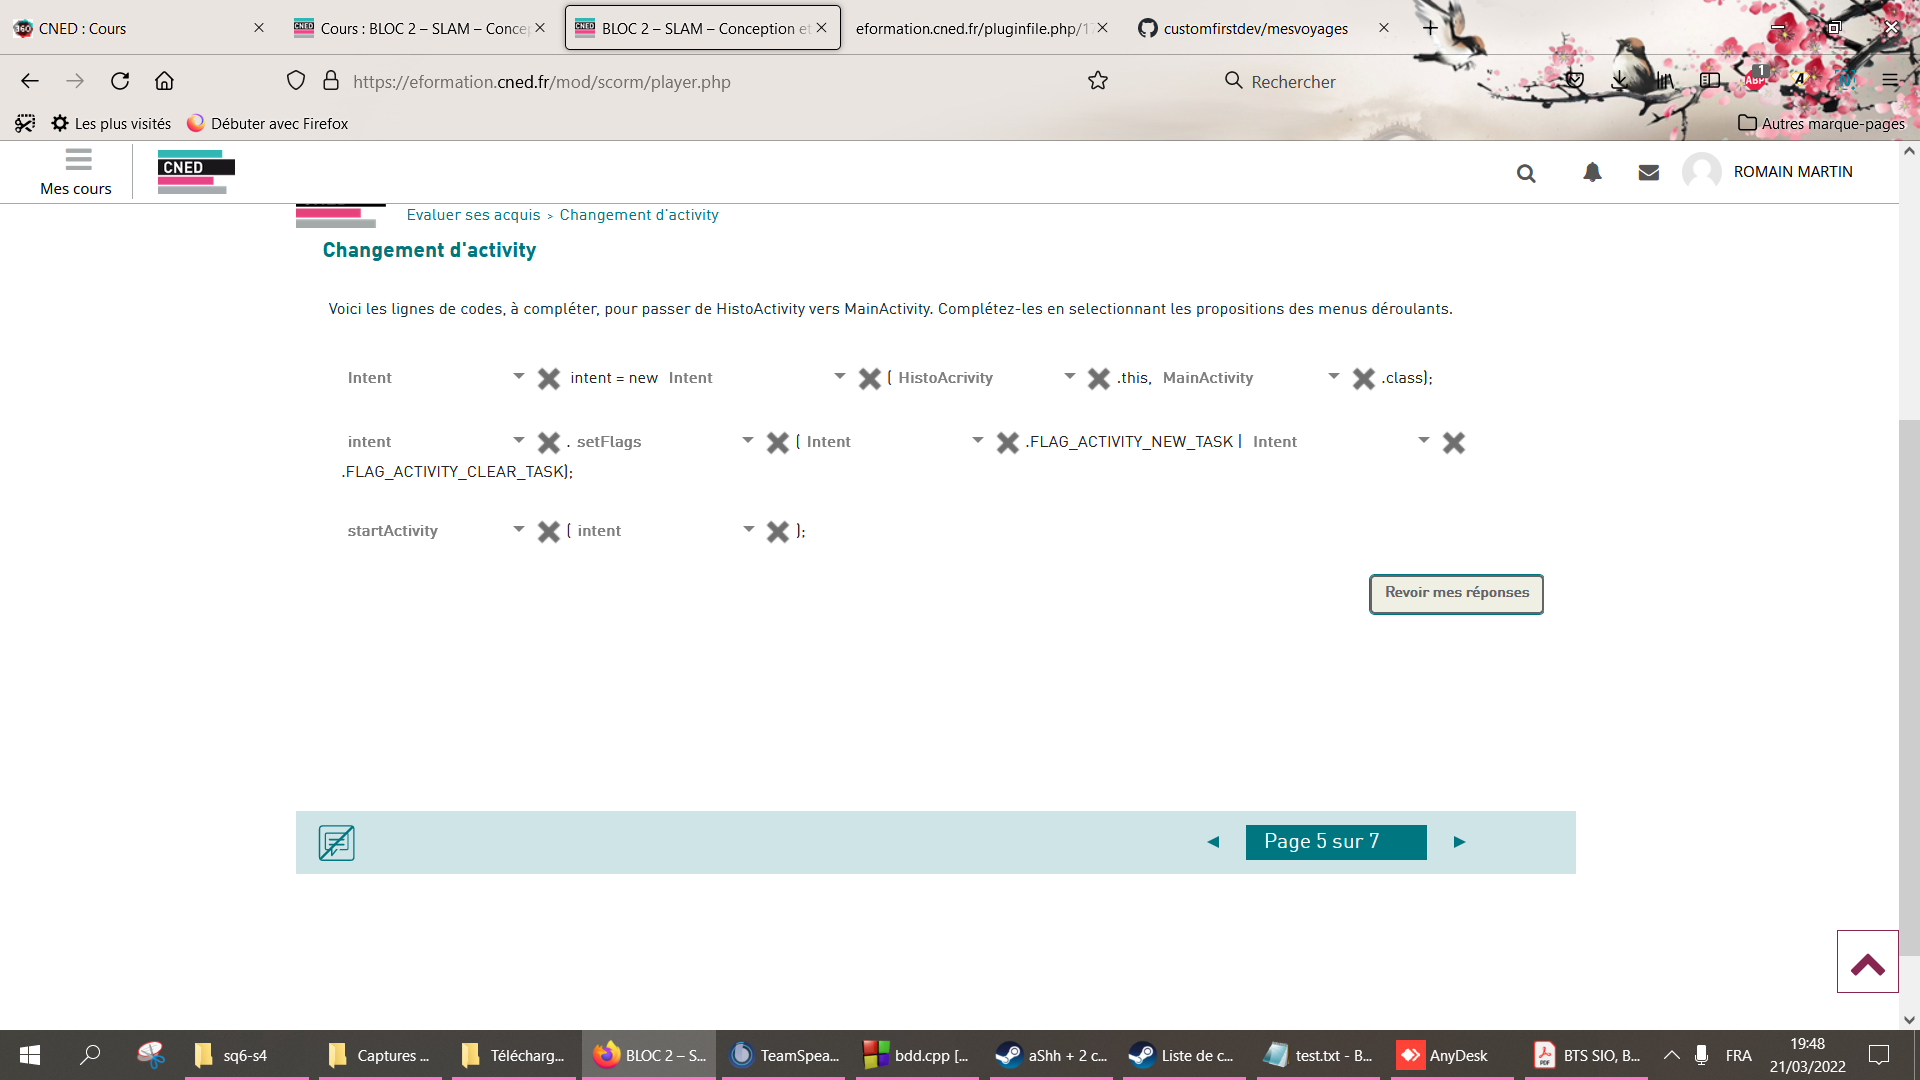 CNED : Cours
Cours : BLOC 2 – SLAM – Concep
BLOC 2 – SLAM – Conception et
eformation.cned.fr/pluginfile.php/17
customfirstdev/mesvoyages
https://eformation.cned.fr/mod/scorm/player.php
Rechercher
1
ABP
Les plus visités
Débuter avec Firefox
Autres marque-pages
Mes cours
CNED
ROMAIN MARTIN
Evaluer ses acquis > Changement d'activity
Changement d'activity
Voici les lignes de codes, à compléter, pour passer de HistoActivity vers MainActivity. Complétez-les en selectionnant les propositions des menus déroulants.
Intent intent = new Intent ( HistoAcrivity .this, MainActivity .class);
intent . setFlags ( Intent .FLAG_ACTIVITY_NEW_TASK | Intent
.FLAG_ACTIVITY_CLEAR_TASK);
startActivity ( intent );
Revoir mes réponses
Page 5 sur 7
sq6-s4
Captures ...
Télécharg...
BLOC 2 – S...
TeamSpea...
bdd.cpp [...
aShh + 2 c...
Liste de c...
test.txt - B...
AnyDesk
BTS SIO, B...
FRA
19:48
21/03/2022